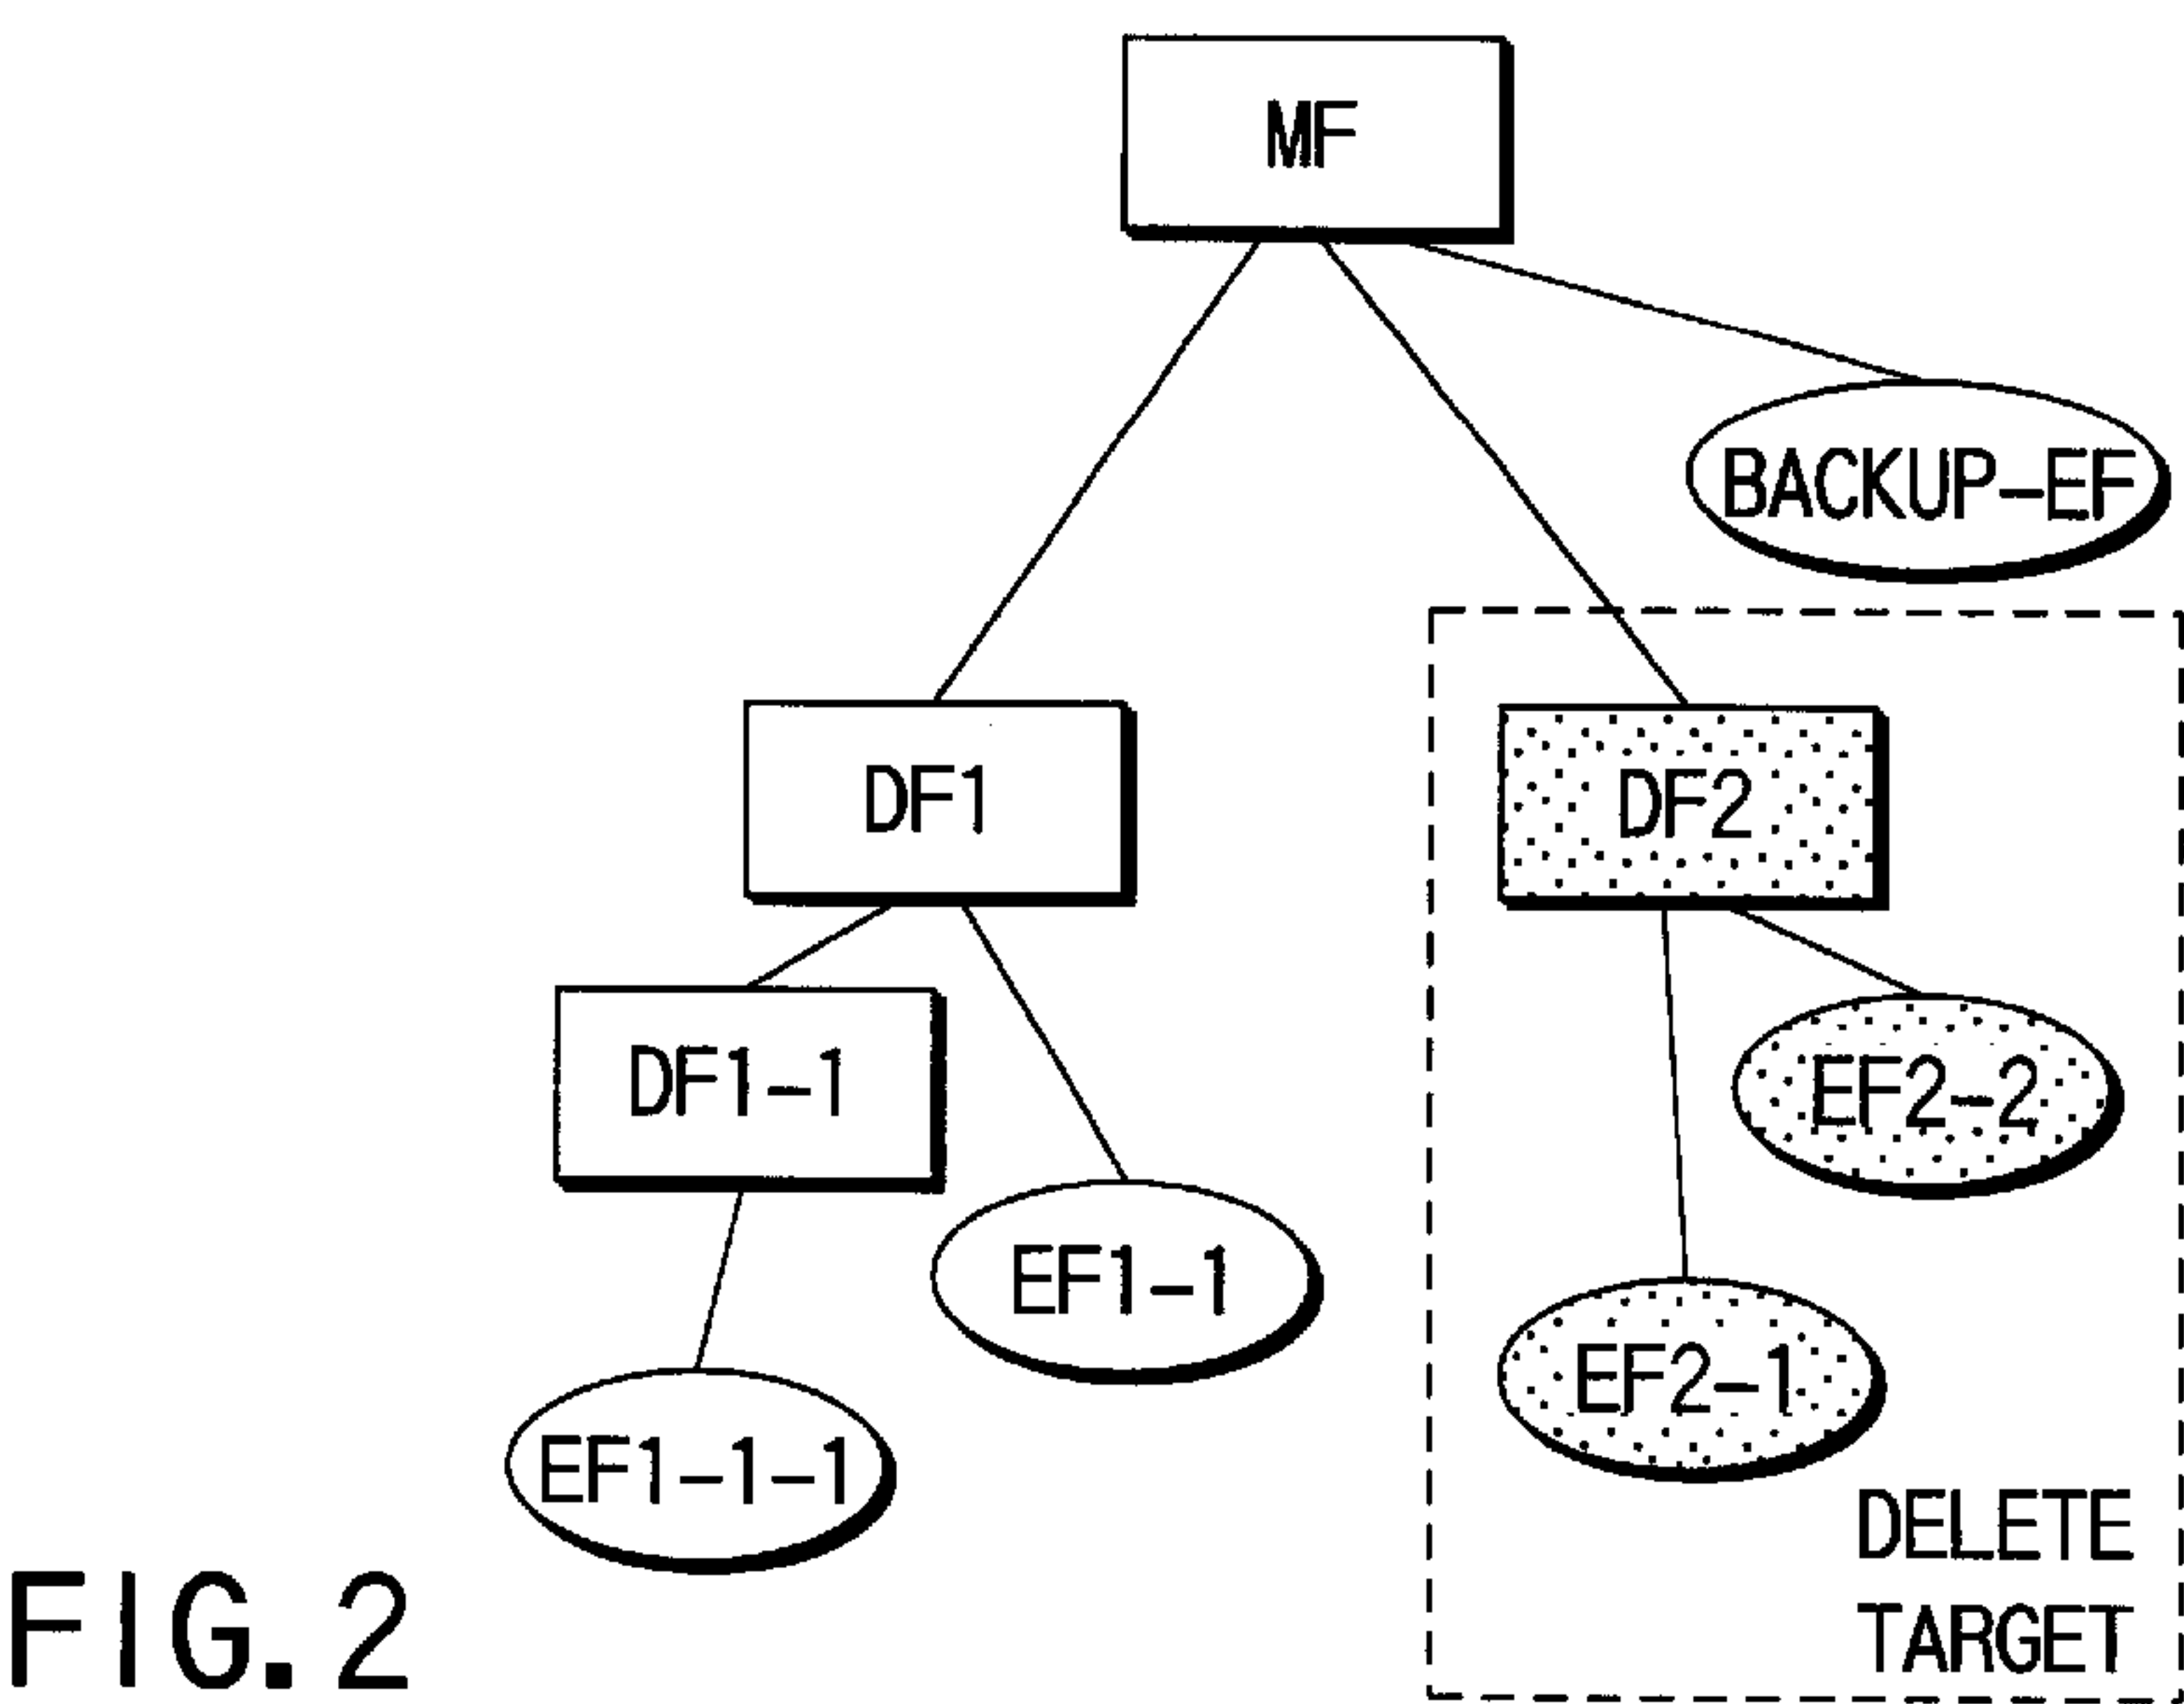 MF
BACKUP-EF
DF1
DF2
DF1-1
EF2-2
EF1-1
EF2-1
EF1-1-1
DELETE
TARGET
FIG.2